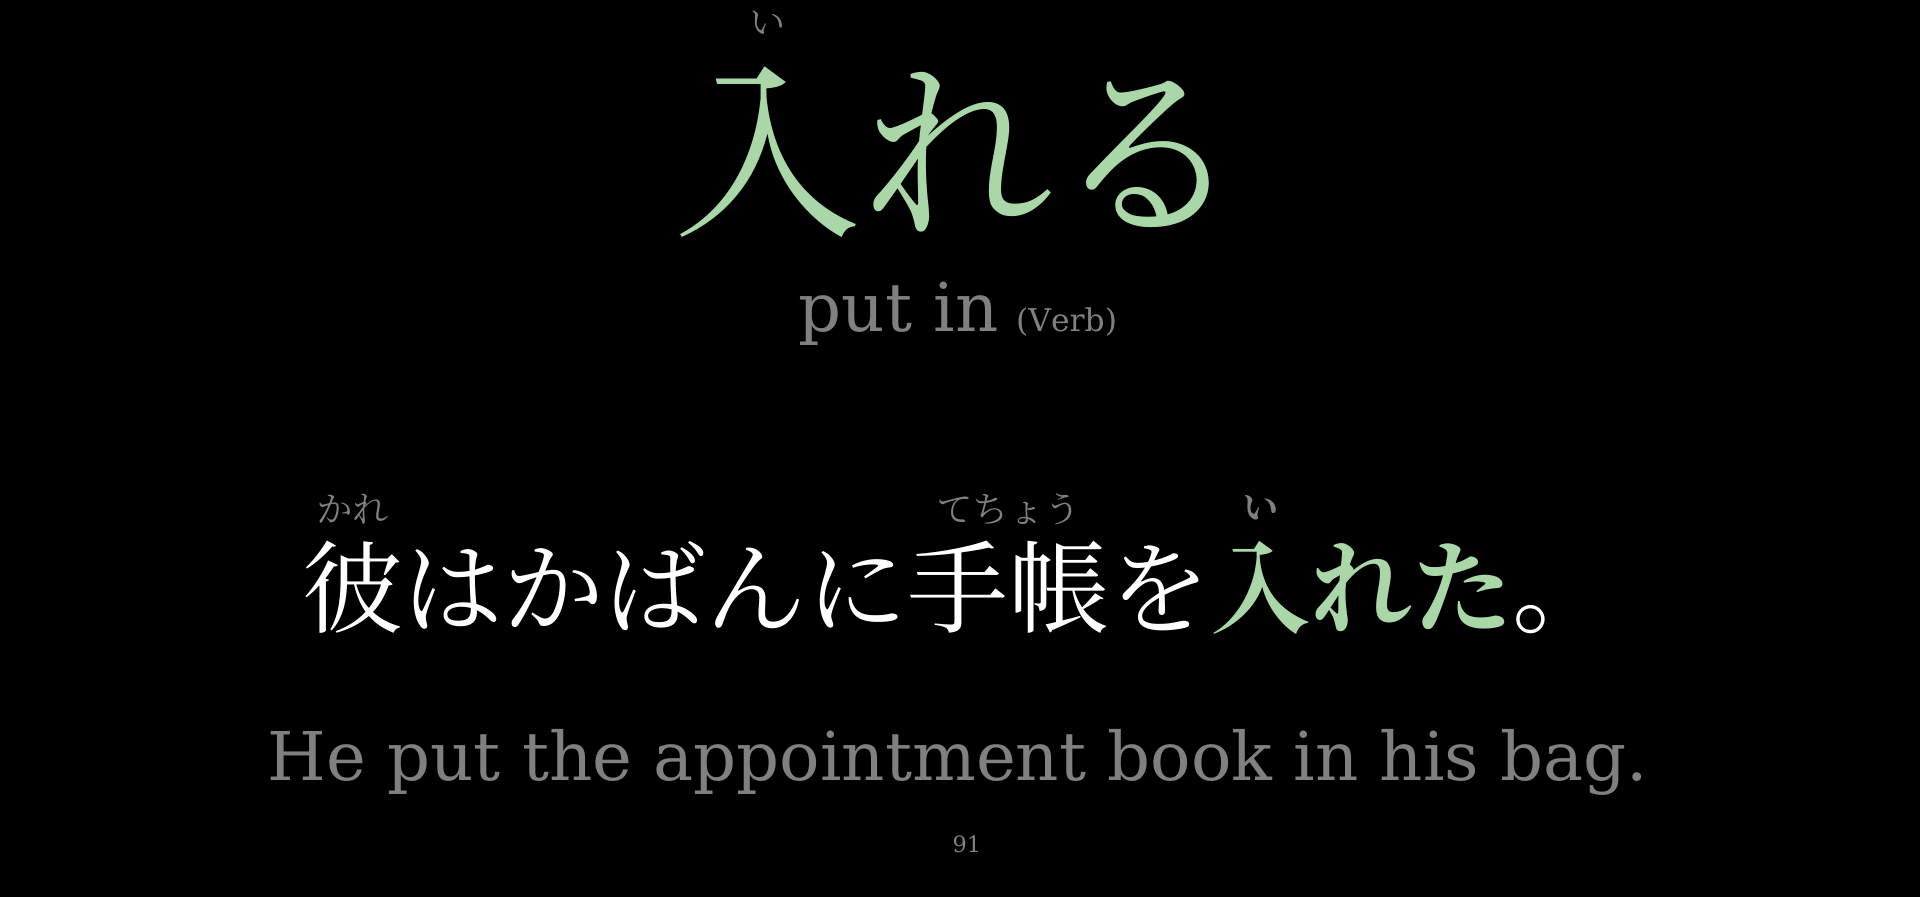 い
入れる
put in (Verb)
かれ てちょう い
彼はかばんに手帳を入れた。
He put the appointment book in his bag.
91